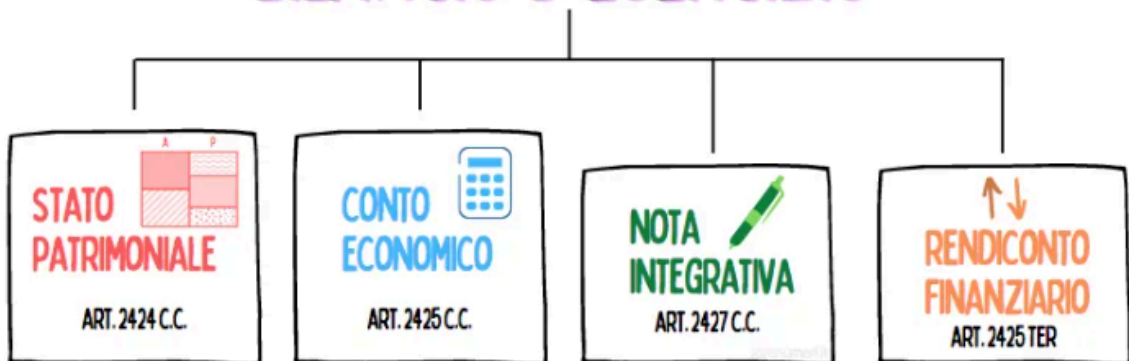 A P
STATO
PATRIMONIALE
ART. 2424 C.C.
CONTO
ECONOMICO
ART. 2425 C.C.
NOTA
INTEGRATIVA
ART. 2427 C.C.
RENDICONTO
FINANZIARIO
ART. 2425 TER